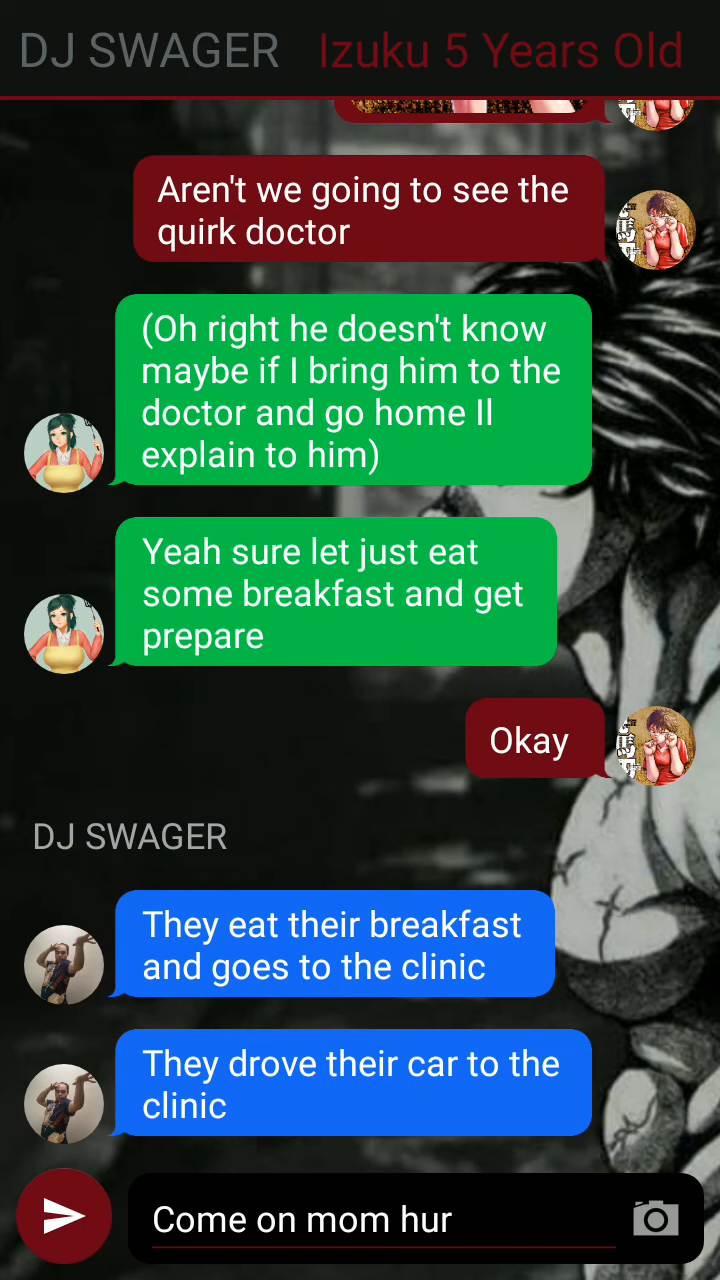 DJ SWAGER Izuku 5 Years Old
Aren't we going to see the
quirk doctor
(Oh right he doesn't know
maybe if I bring him to the
doctor and go home Il
explain to him)
Yeah sure let just eat
some breakfast and get
prepare
Okay
DJ SWAGER
They eat their breakfast
and goes to the clinic
They drove their car to the
clinic
Come on mom hur